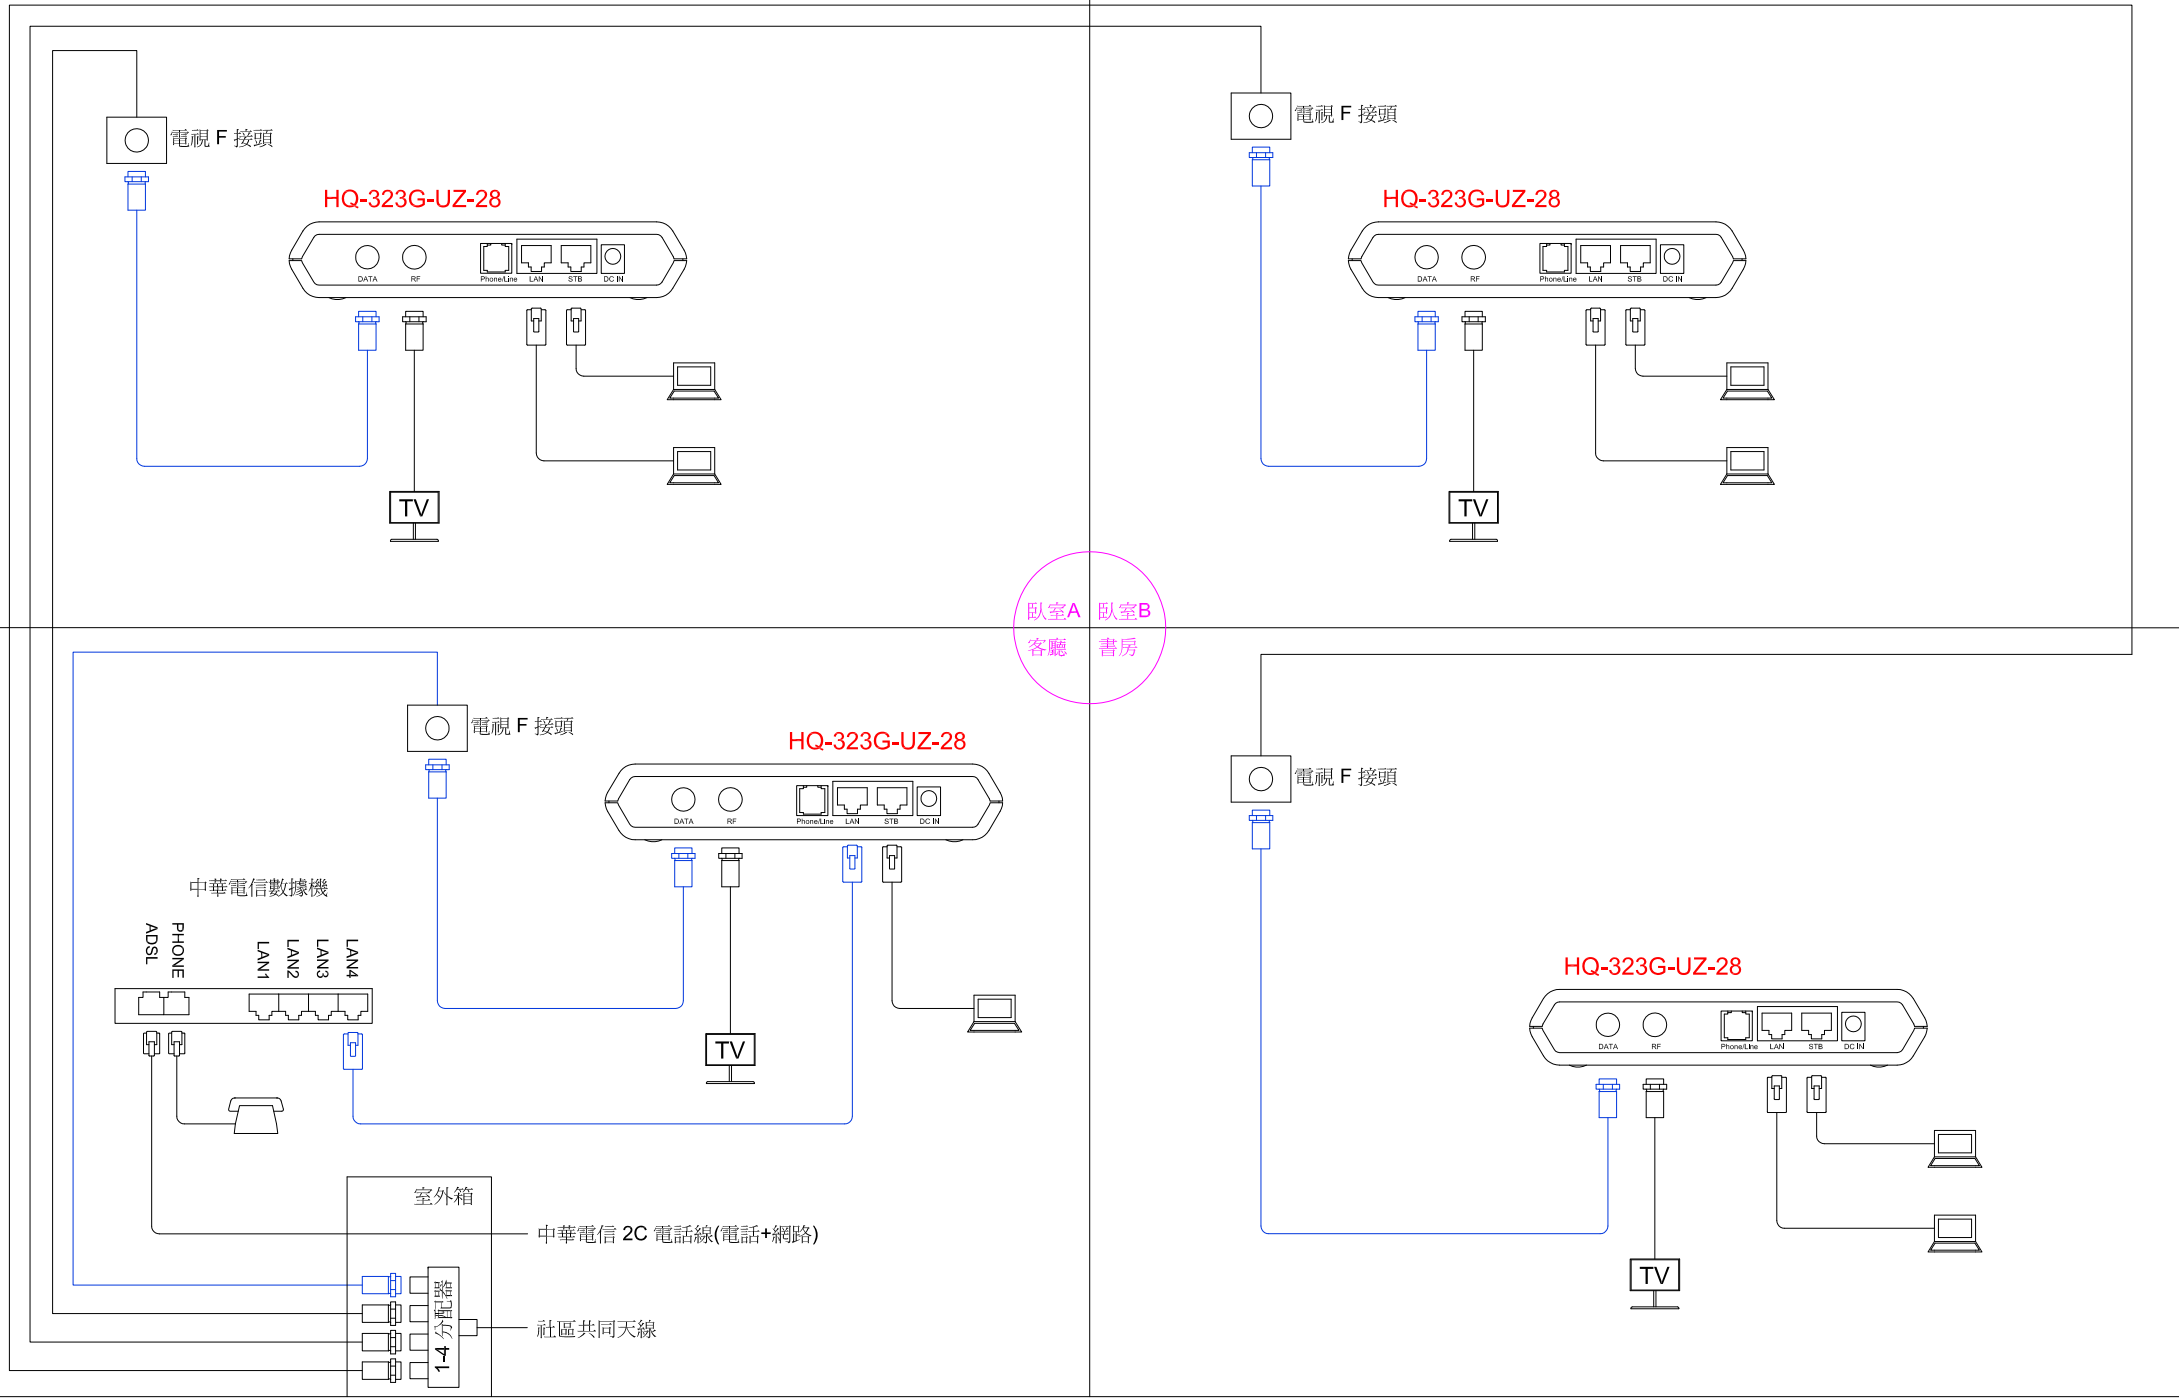 電視 F 接頭
HQ-323G-UZ-28
DATA
RF
Phone/Line
LAN
STB
DC IN
TV
電視 F 接頭
HQ-323G-UZ-28
DATA
RF
Phone/Line
LAN
STB
DC IN
TV
臥室A
臥室B
客廳
書房
電視 F 接頭
HQ-323G-UZ-28
DATA
RF
Phone/Line
LAN
STB
DC IN
TV
中華電信數據機
ADSL
PHONE
LAN1
LAN2
LAN3
LAN4
室外箱
中華電信 2C 電話線(電話+網路)
1-4 分配器
社區共同天線
電視 F 接頭
HQ-323G-UZ-28
DATA
RF
Phone/Line
LAN
STB
DC IN
TV